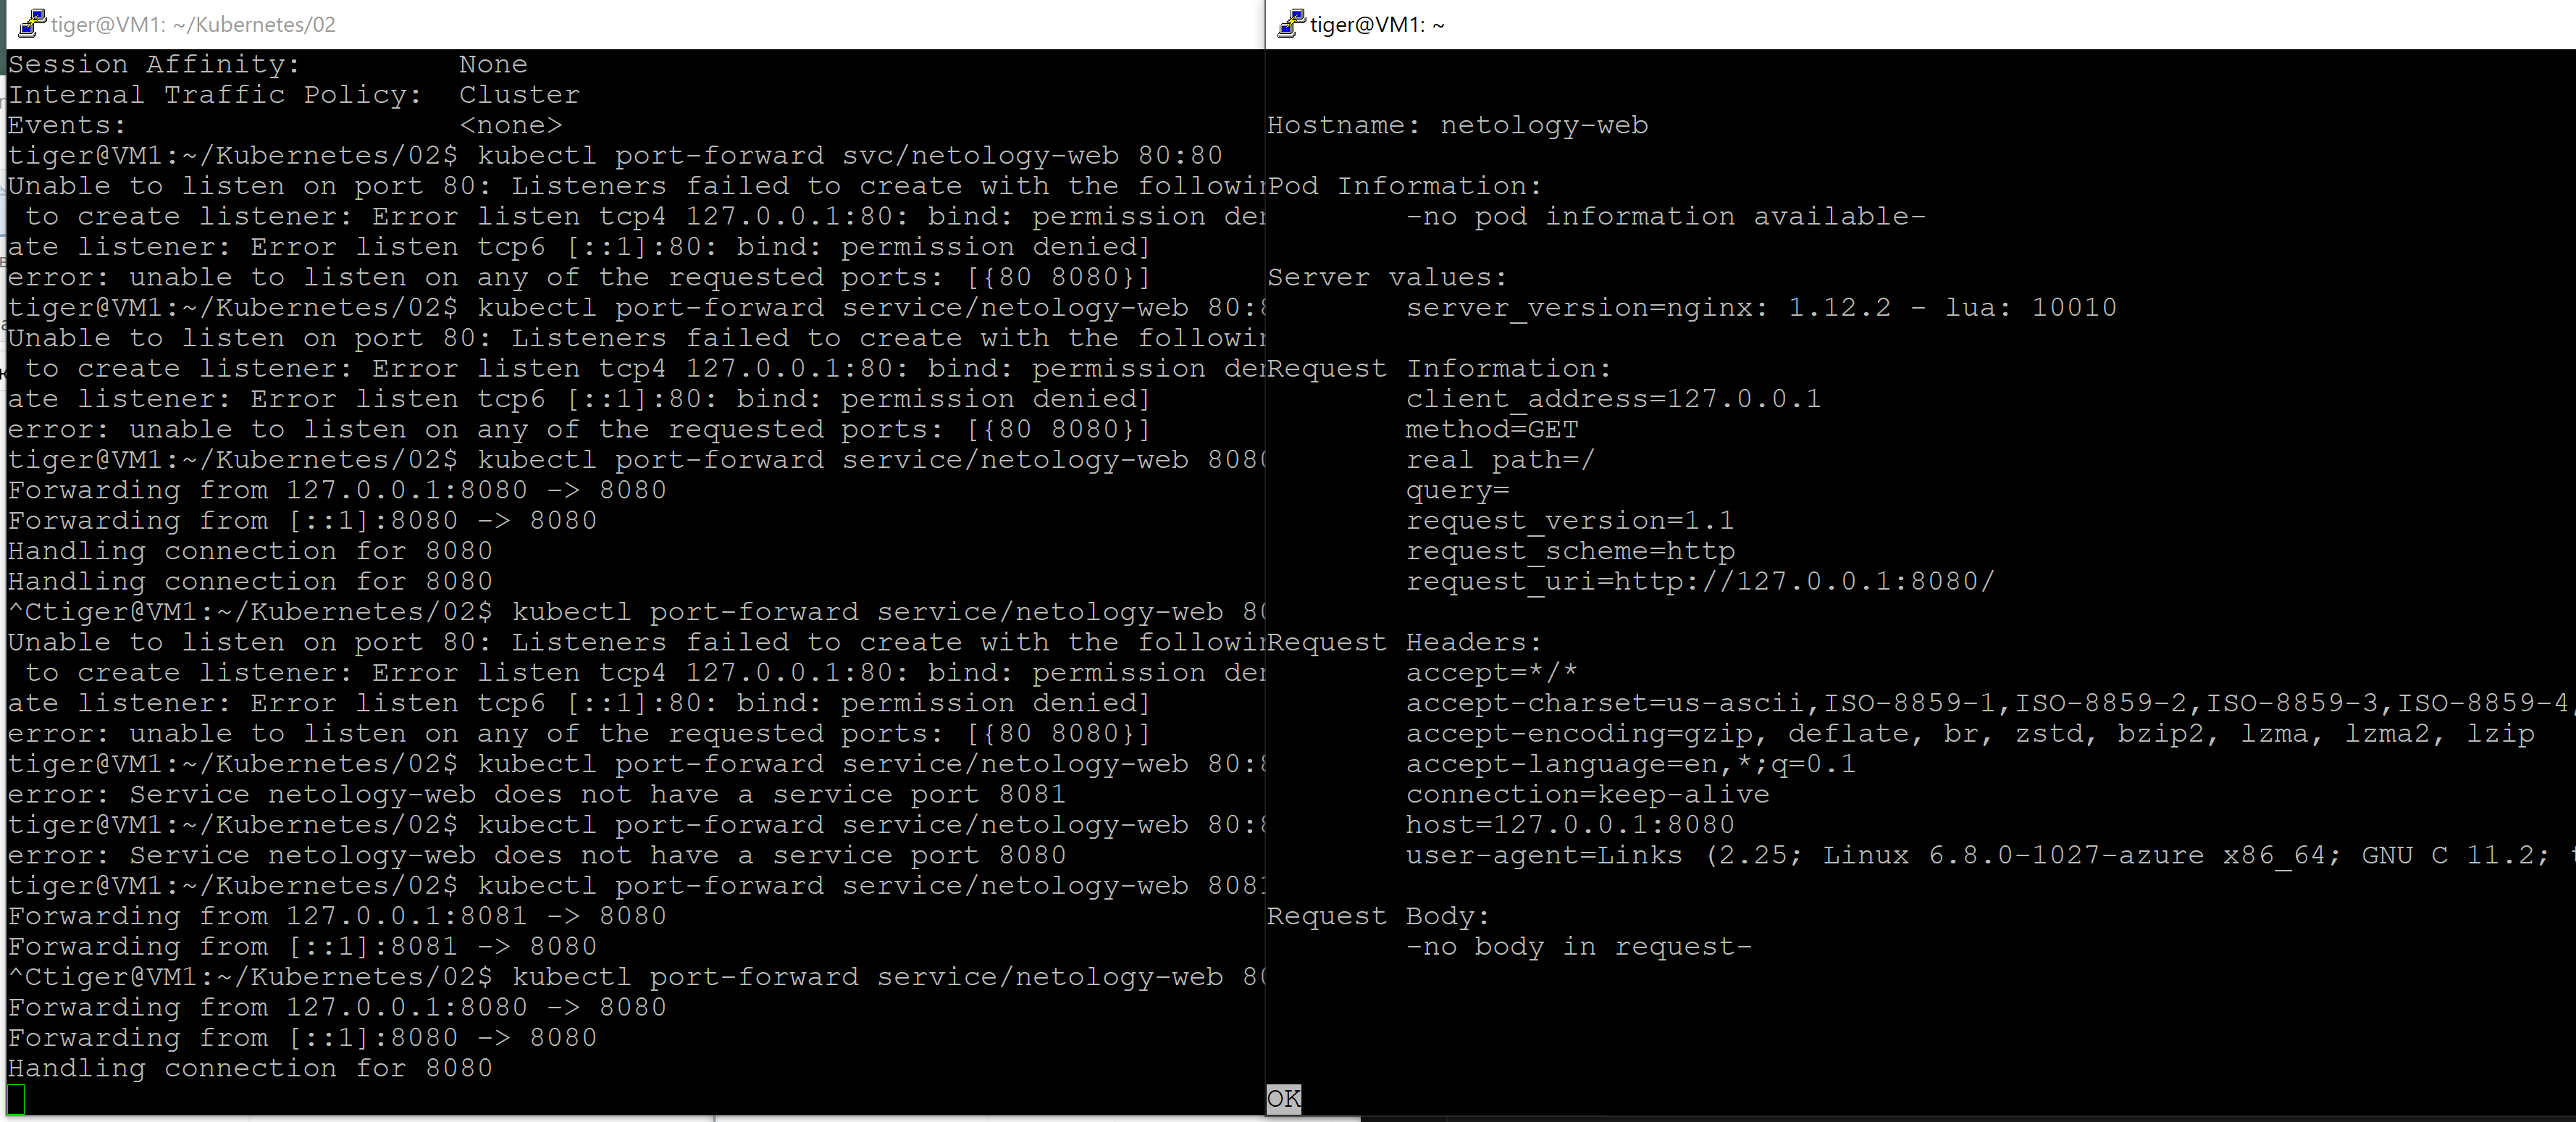 tiger@VM1: ~/Kubernetes/02
Session Affinity: None
Internal Traffic Policy: Cluster
Events: <none>
tiger@VM1:~/Kubernetes/02$ kubectl port-forward svc/netology-web 80:80
Unable to listen on port 80: Listeners failed to create with the
to create listener: Error listen tcp4 127.0.0.1:80: bind: permission
ate listener: Error listen tcp6 [::1]:80: bind: permission denied]
error: unable to listen on any of the requested ports: [{80 8080}]
tiger@VM1:~/Kubernetes/02$ kubectl port-forward service/netology-web 80:
Unable to listen on port 80: Listeners failed to create with the
to create listener: Error listen tcp4 127.0.0.1:80: bind: permission
ate listener: Error listen tcp6 [::1]:80: bind: permission denied]
error: unable to listen on any of the requested ports: [{80 8080}]
tiger@VM1:~/Kubernetes/02$ kubectl port-forward service/netology-web 808
Forwarding from 127.0.0.1:8080 -> 8080
Forwarding from [::1]:8080 -> 8080
Handling connection for 8080
Handling connection for 8080
^Ctiger@VM1:~/Kubernetes/02$ kubectl port-forward service/netology-web 8
Unable to listen on port 80: Listeners failed to create with the
to create listener: Error listen tcp4 127.0.0.1:80: bind: permission
ate listener: Error listen tcp6 [::1]:80: bind: permission denied]
error: unable to listen on any of the requested ports: [{80 8080}]
tiger@VM1:~/Kubernetes/02$ kubectl port-forward service/netology-web 80:
error: Service netology-web does not have a service port 8081
tiger@VM1:~/Kubernetes/02$ kubectl port-forward service/netology-web 80:
error: Service netology-web does not have a service port 8080
tiger@VM1:~/Kubernetes/02$ kubectl port-forward service/netology-web 808
Forwarding from 127.0.0.1:8081 -> 8080
Forwarding from [::1]:8081 -> 8080
^Ctiger@VM1:~/Kubernetes/02$ kubectl port-forward service/netology-web 8
Forwarding from 127.0.0.1:8080 -> 8080
Forwarding from [::1]:8080 -> 8080
Handling connection for 8080
tiger@VM1: ~
Hostname: netology-web
Pod Information:
-no pod information available-
Server values:
server_version=nginx: 1.12.2 - lua: 10010
Request Information:
client_address=127.0.0.1
method=GET
real path=/
query=
request_version=1.1
request_scheme=http
request_uri=http://127.0.0.1:8080/
Request Headers:
accept=*/*
accept-charset=us-ascii,ISO-8859-1,ISO-8859-2,ISO-8859-3,ISO-8859-4,
accept-encoding=gzip, deflate, br, zstd, bzip2, lzma, lzma2, lzip
accept-language=en,*;q=0.1
connection=keep-alive
host=127.0.0.1:8080
user-agent=Links (2.25; Linux 6.8.0-1027-azure x86_64; GNU C 11.2;
Request Body:
-no body in request-
OK